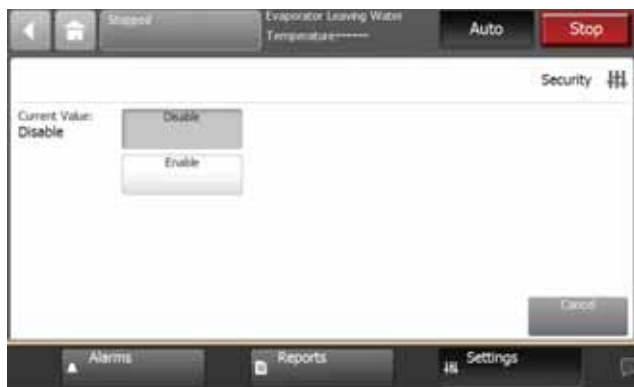 Stopped
Evaporator Leaving Water
Temperature------
Auto
Stop
Security
Current Value:
Disable
Disable
Enable
Cancel
Alarms
Reports
Settings